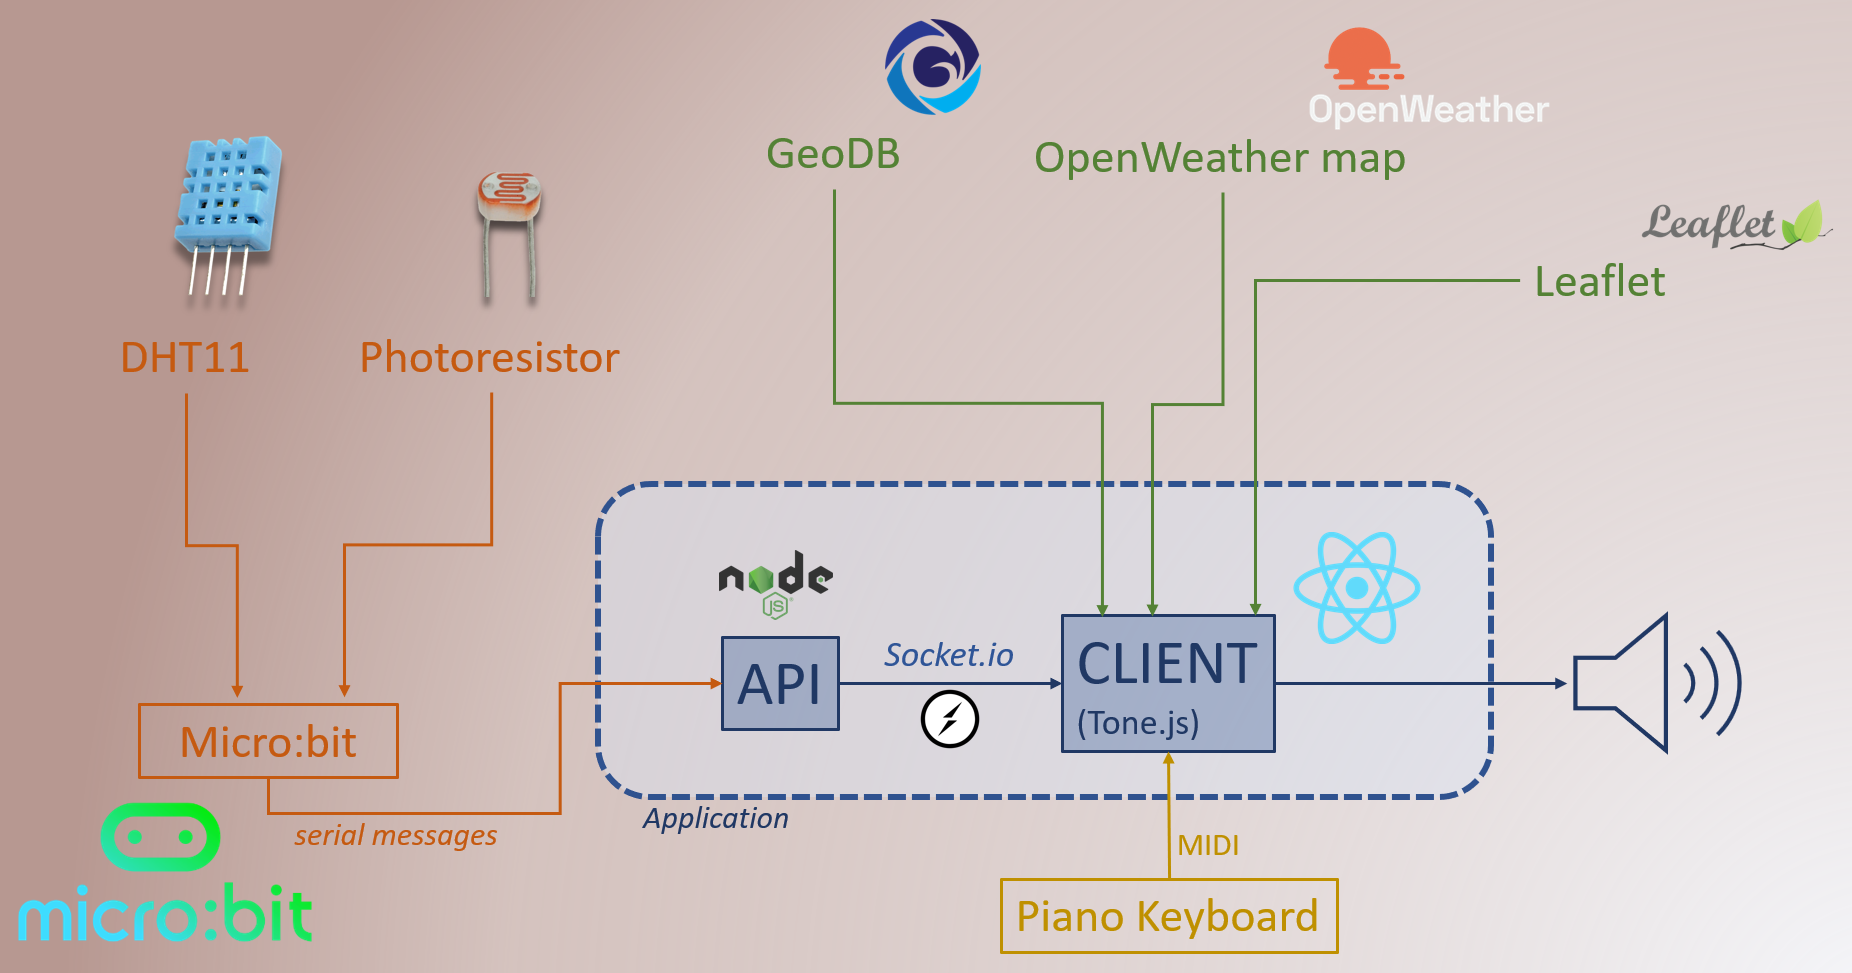 OpenWeather
GeoDB
OpenWeather map
Leaflet
Leaflet
DHT11
Photoresistor
node
JS
Socket.io
API
CLIENT
(Tone.js)
Micro:bit
serial messages
Application
MIDI
micro:bit
Piano Keyboard